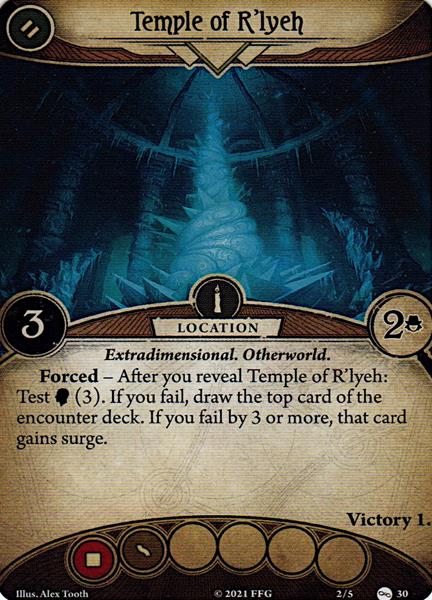 Temple of R'lyeh
3
2
LOCATION
Extradimensional. Otherworld.
Forced – After you reveal Temple of R'lyeh:
Test (3). If you fail, draw the top card of the
encounter deck. If you fail by 3 or more, that card
gains surge.
Victory 1.
Illus. Alex Tooth © 2021 FFG 2/5 30